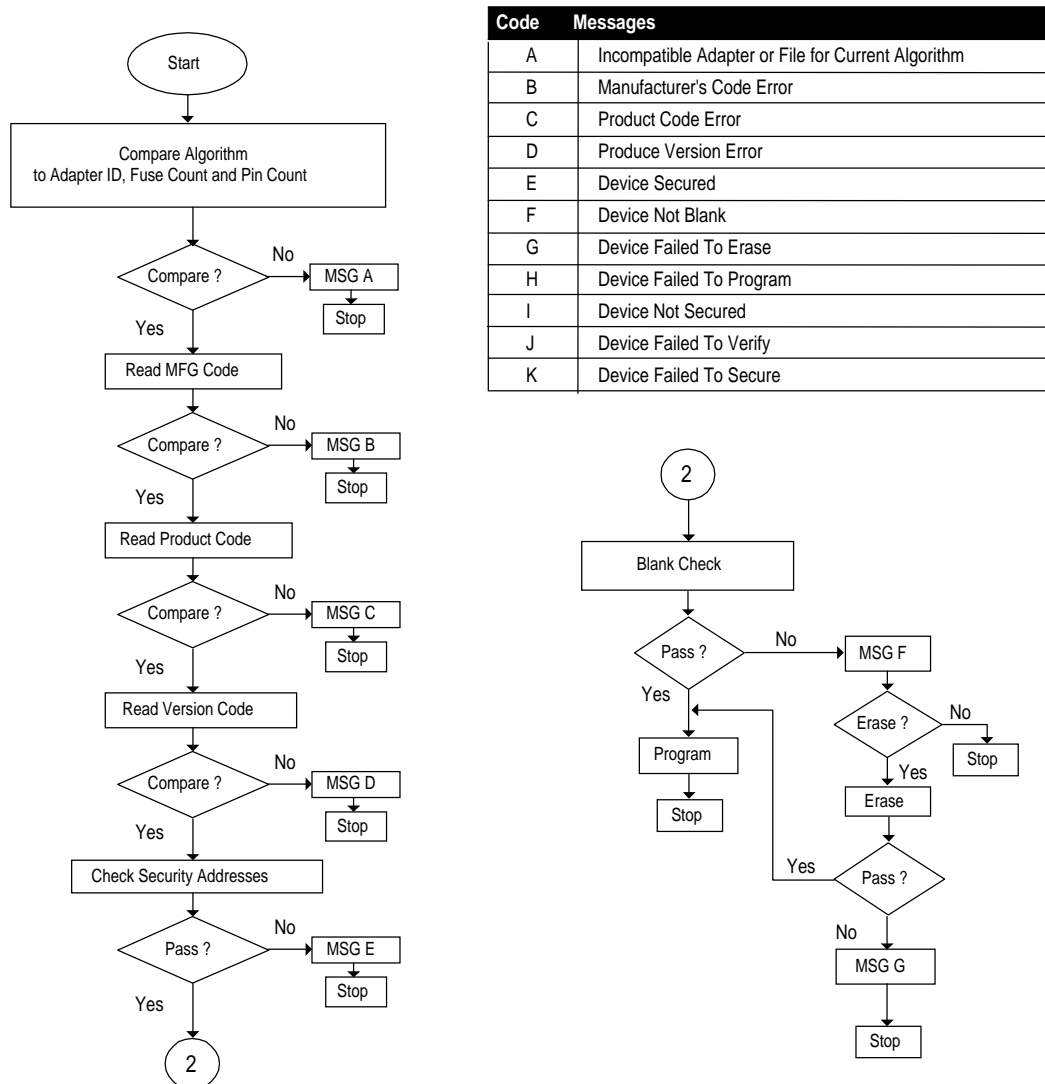 Start
Compare Algorithm
to Adapter ID, Fuse Count and Pin Count
Compare ?
No
MSG A
Stop
Yes
Read MFG Code
Compare ?
No
MSG B
Stop
Yes
Read Product Code
Compare ?
No
MSG C
Stop
Yes
Read Version Code
Compare ?
No
MSG D
Stop
Yes
Check Security Addresses
Pass ?
No
MSG E
Stop
Yes
2
Code Messages
A Incompatible Adapter or File for Current Algorithm
B Manufacturer's Code Error
C Product Code Error
D Produce Version Error
E Device Secured
F Device Not Blank
G Device Failed To Erase
H Device Failed To Program
I Device Not Secured
J Device Failed To Verify
K Device Failed To Secure
2
Blank Check
Pass ?
No
MSG F
Yes
Erase ?
No
Stop
Program
Stop
Yes
Erase
Yes
Pass ?
No
MSG G
Stop